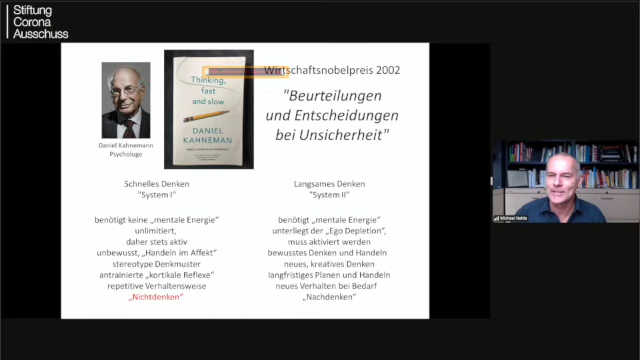 Stiftung
Corona
Ausschuss
Wirtschaftsnobelpreis 2002
"Beurteilungen
und Entscheidungen
bei Unsicherheit"
Thinking,
fast
and slow
DANIEL
KAHNEMAN
Daniel Kahnemann
Psychologe
Schnelles Denken
"System I"
benötigt keine „mentale Energie"
unlimitiert,
daher stets aktiv
unbewusst, „Handeln im Affekt"
stereotype Denkmuster
antrainierte „kortikale Reflexe"
repetitive Verhaltensweise
„Nichtdenken"
Langsames Denken
"System II"
benötigt „mentale Energie"
unterliegt der „Ego Depletion",
muss aktiviert werden
bewusstes Denken und Handeln
neues, kreatives Denken
langfristiges Planen und Handeln
neues Verhalten bei Bedarf
„Nachdenken"
Michael Nehls